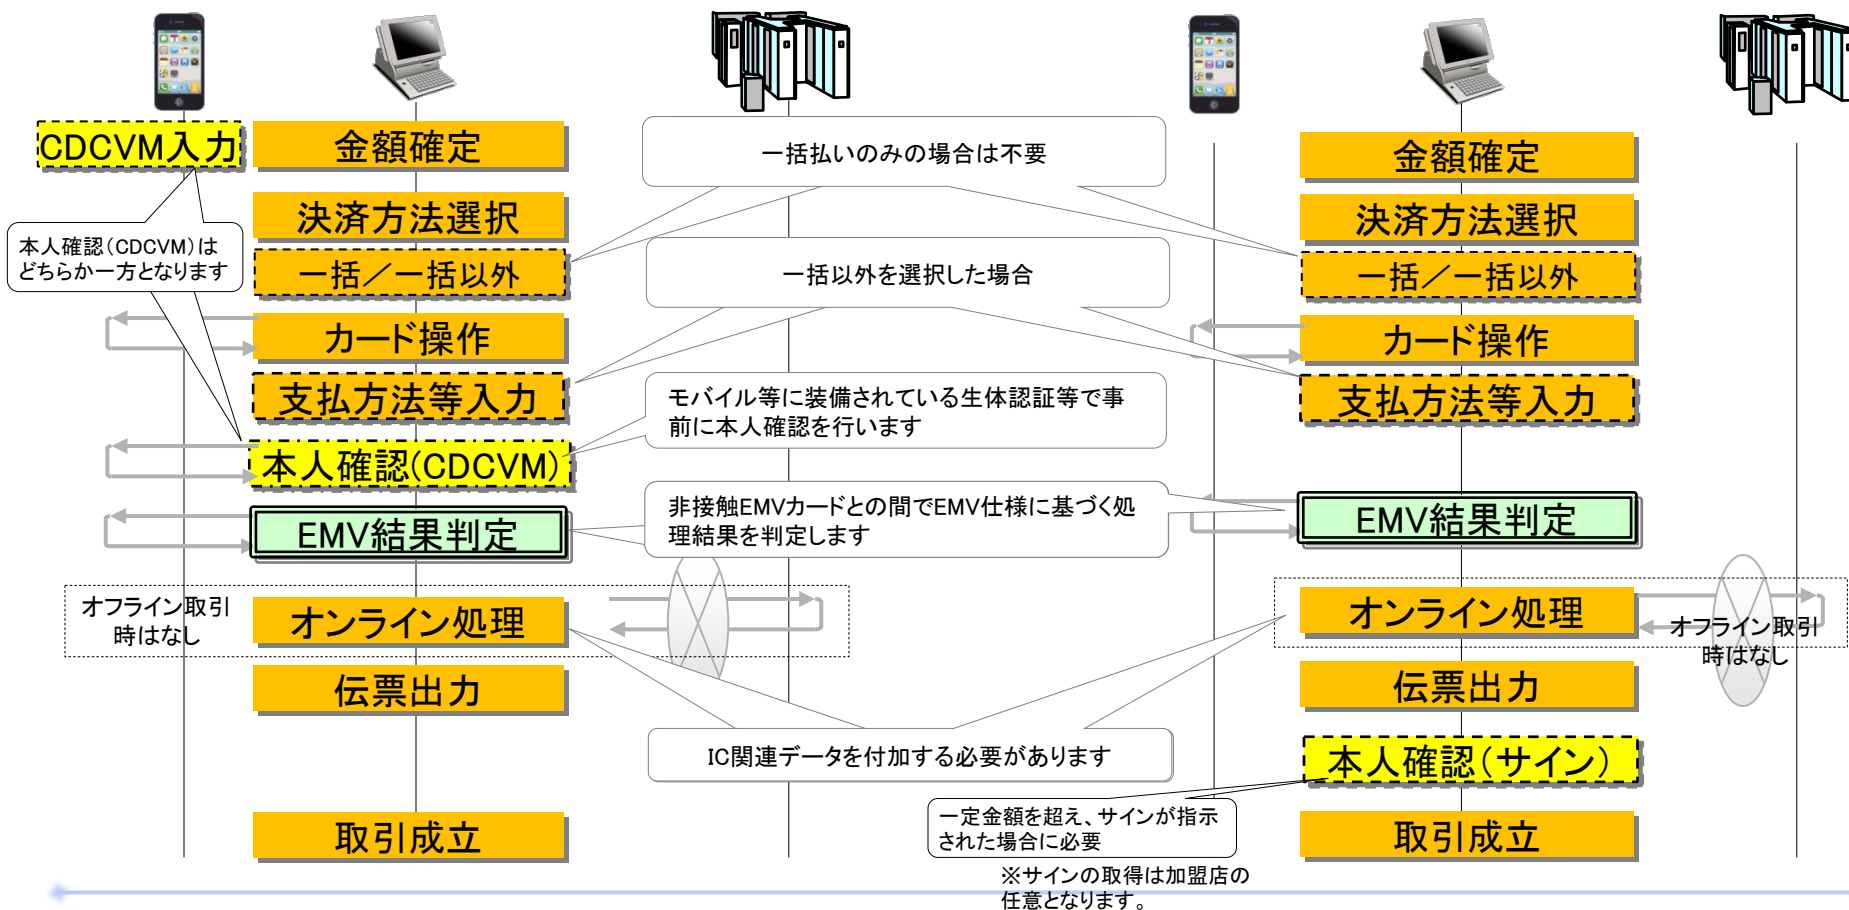 CDCVM入力
金額確定
一括払いのみの場合は不要
金額確定
決済方法選択
決済方法選択
本人確認（CDCVM）は
どちらか一方となります
一括／一括以外
一括以外を選択した場合
一括／一括以外
カード操作
カード操作
支払方法等入力
モバイル等に装備されている生体認証等で事
前に本人確認を行います
支払方法等入力
本人確認(CDCVM)
非接触EMVカードとの間でEMV仕様に基づく処
理結果を判定します
EMV結果判定
EMV結果判定
オフライン取引
時はなし
オンライン処理
オンライン処理
オフライン取引
時はなし
伝票出力
伝票出力
IC関連データを付加する必要があります
本人確認（サイン）
一定金額を超え、サインが指示
された場合に必要
取引成立
取引成立
※サインの取得は加盟店の
任意となります。